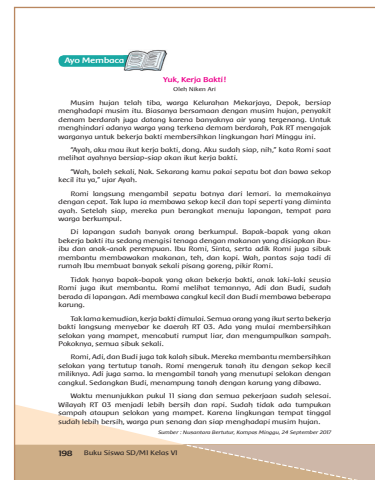 Ayo Membaca
Yuk, Kerja Bakti!
Oleh Niken Ari
Musim hujan telah tiba, warga Kelurahan Mekarjaya, Depok, bersiap
menghadapi musim itu. Biasanya bersamaan dengan musim hujan, penyakit
demam berdarah juga datang karena banyaknya air yang tergenang. Untuk
menghindari adanya warga yang terkena demam berdarah, Pak RT mengajak
warganya untuk bekerja bakti membersihkan lingkungan hari Minggu ini.
"Ayah, aku mau ikut kerja bakti, dong. Aku sudah siap, nih," kata Romi saat
melihat ayahnya bersiap-siap akan ikut kerja bakti.
"Wah, boleh sekali, Nak. Sekarang kamu pakai sepatu bot dan bawa sekop
kecil itu ya," ujar Ayah.
Romi langsung mengambil sepatu botnya dari lemari. Ia memakainya
dengan cepat. Tak lupa ia membawa sekop kecil dan topi seperti yang diminta
ayah. Setelah siap, mereka pun berangkat menuju lapangan, tempat para
warga berkumpul.
Di lapangan sudah banyak orang berkumpul. Bapak-bapak yang akan
bekerja bakti itu sedang mengisi tenaga dengan makanan yang disiapkan ibu-
ibu dan anak-anak perempuan. Ibu Romi, Sinta, serta adik Romi juga sibuk
membantu membawakan makanan, teh, dan kopi. Wah, pantas saja tadi di
rumah Ibu membuat banyak sekali pisang goreng, pikir Romi.
Tidak hanya bapak-bapak yang akan bekerja bakti, anak laki-laki seusia
Romi juga ikut membantu. Romi melihat temannya, Adi dan Budi, sudah
berada di lapangan. Adi membawa cangkul kecil dan Budi membawa beberapa
karung.
Tak lama kemudian, kerja bakti dimulai. Semua orang yang ikut serta bekerja
bakti langsung menyebar ke daerah RT 03. Ada yang mulai membersihkan
selokan yang mampet, mencabuti rumput liar, dan mengumpulkan sampah.
Pokoknya, semua sibuk sekali.
Romi, Adi, dan Budi juga tak kalah sibuk. Mereka membantu membersihkan
selokan yang tertutup tanah. Romi mengeruk tanah itu dengan sekop kecil
miliknya. Adi juga sama. Ia mengambil tanah yang menutupi selokan dengan
cangkul. Sedangkan Budi, menampung tanah dengan karung yang dibawa.
Waktu menunjukkan pukul 11 siang dan semua pekerjaan sudah selesai.
Wilayah RT 03 menjadi lebih bersih dan rapi. Sudah tidak ada tumpukan
sampah ataupun selokan yang mampet. Karena lingkungan tempat tinggal
sudah lebih bersih, warga pun senang dan siap menghadapi musim hujan.
Sumber : Nusantara Bertutur, Kompas Minggu, 24 September 2017
198 Buku Siswa SD/MI Kelas VI